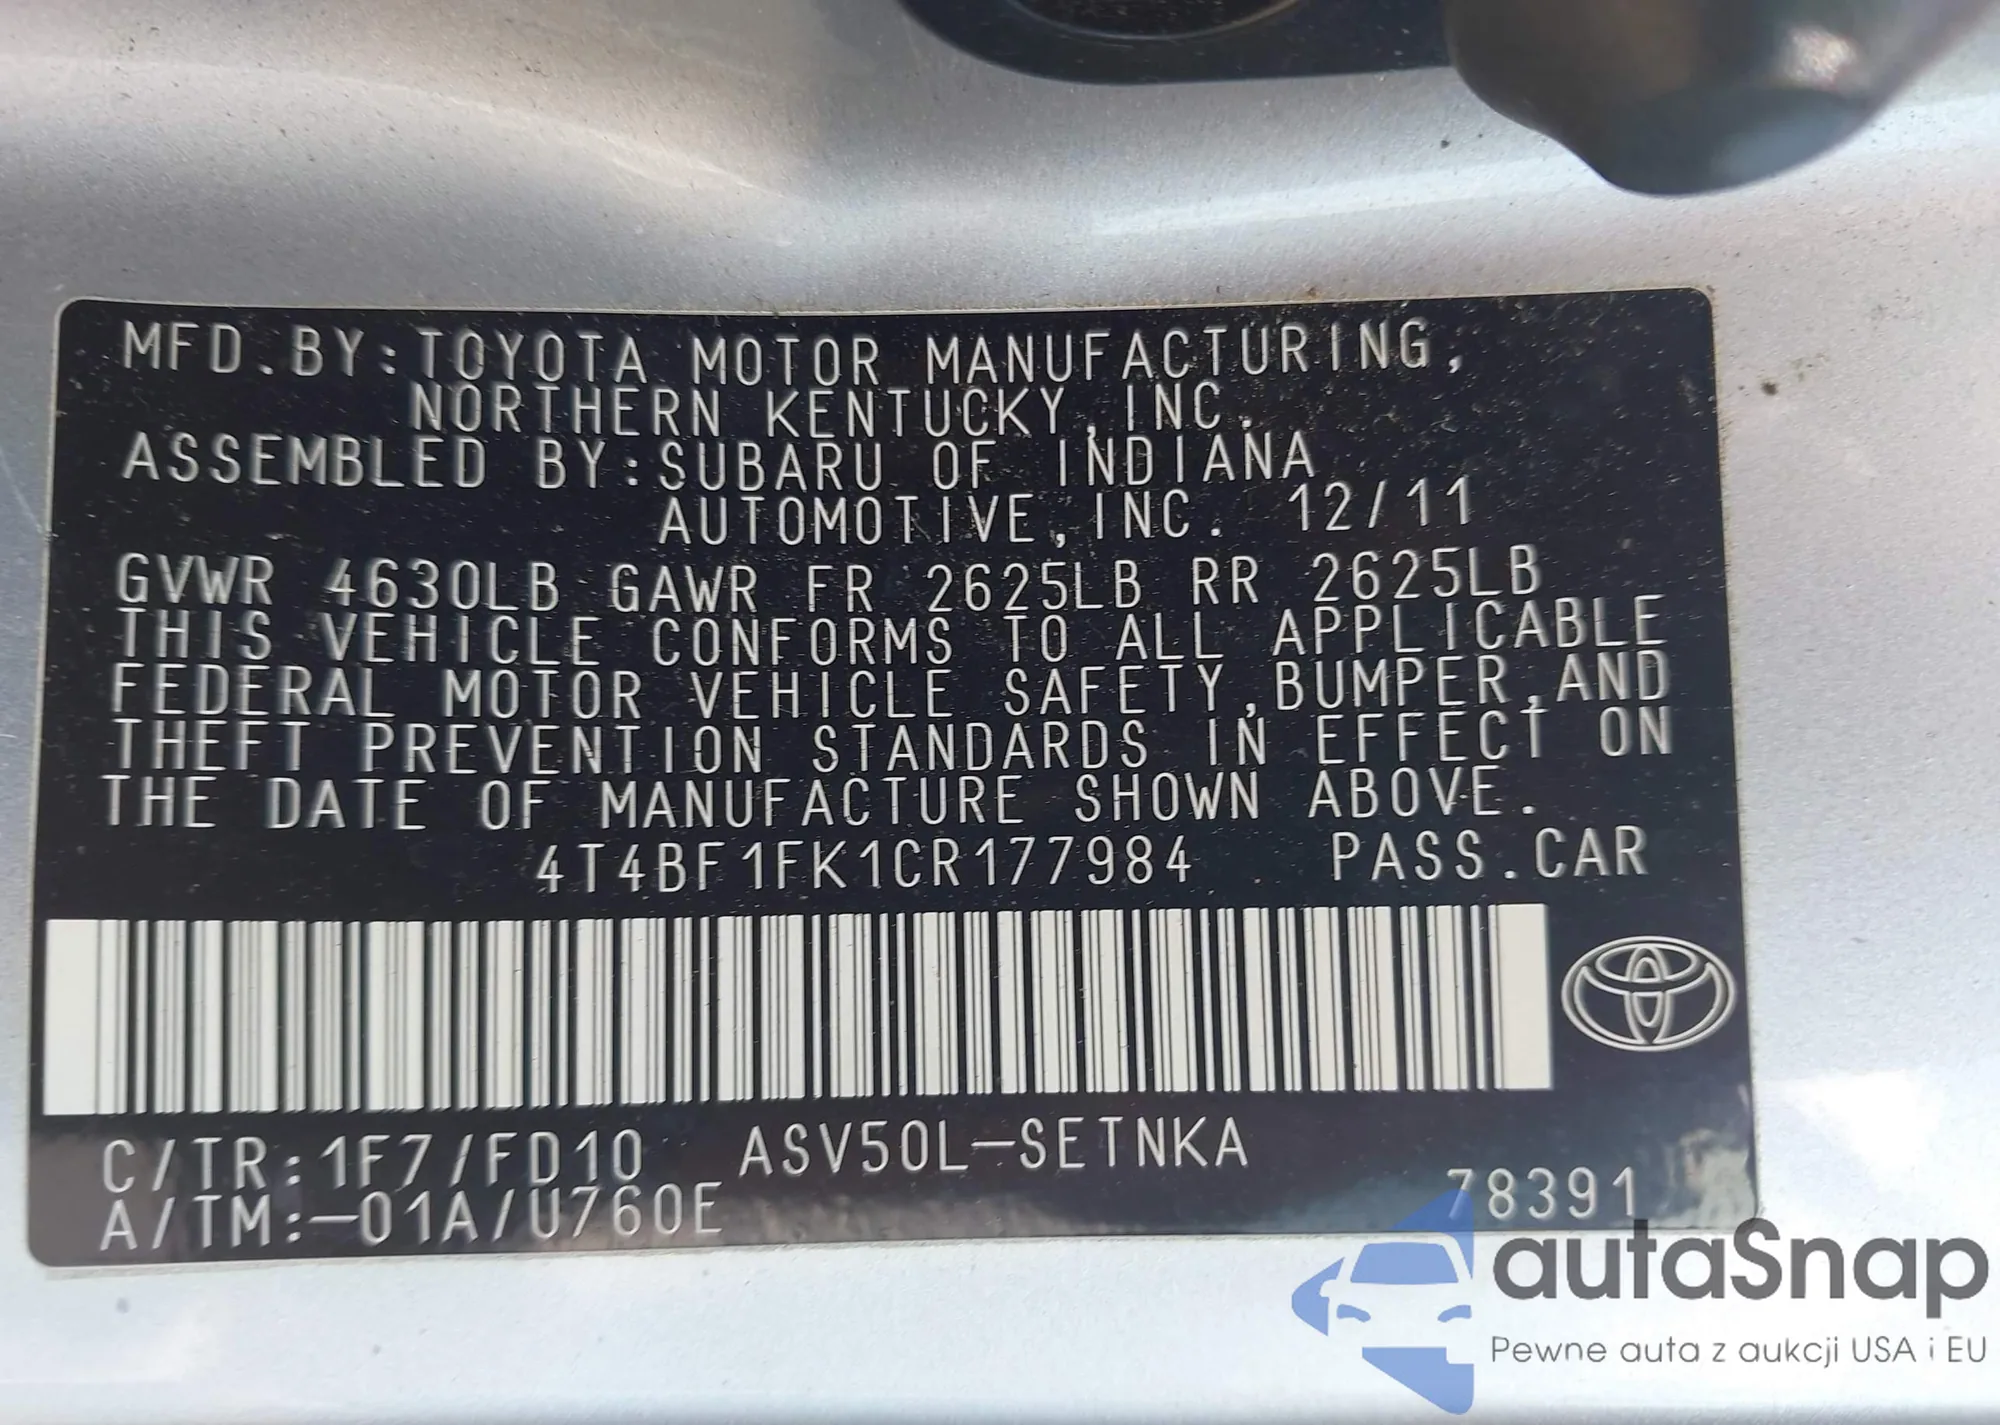 MFD.BY:TOYOTA MOTOR MANUFACTURING,
NORTHERN KENTUCKY,INC.
ASSEMBLED BY:SUBARU OF INDIANA
AUTOMOTIVE,INC. 12/11
GVWR 4630LB GAWR FR 2625LB RR 2625LB
THIS VEHICLE CONFORMS TO ALL APPLICABLE
FEDERAL MOTOR VEHICLE SAFETY,BUMPER,AND
THEFT PREVENTION STANDARDS IN EFFECT ON
THE DATE OF MANUFACTURE SHOWN ABOVE.
4T4BF1FK1CR177984 PASS.CAR
C/TR:1F7/FD10 ASV50L-SETNKA
A/TM:-01A/U760E 78391
autaSnap
Pewne auta z aukcji USA i EU